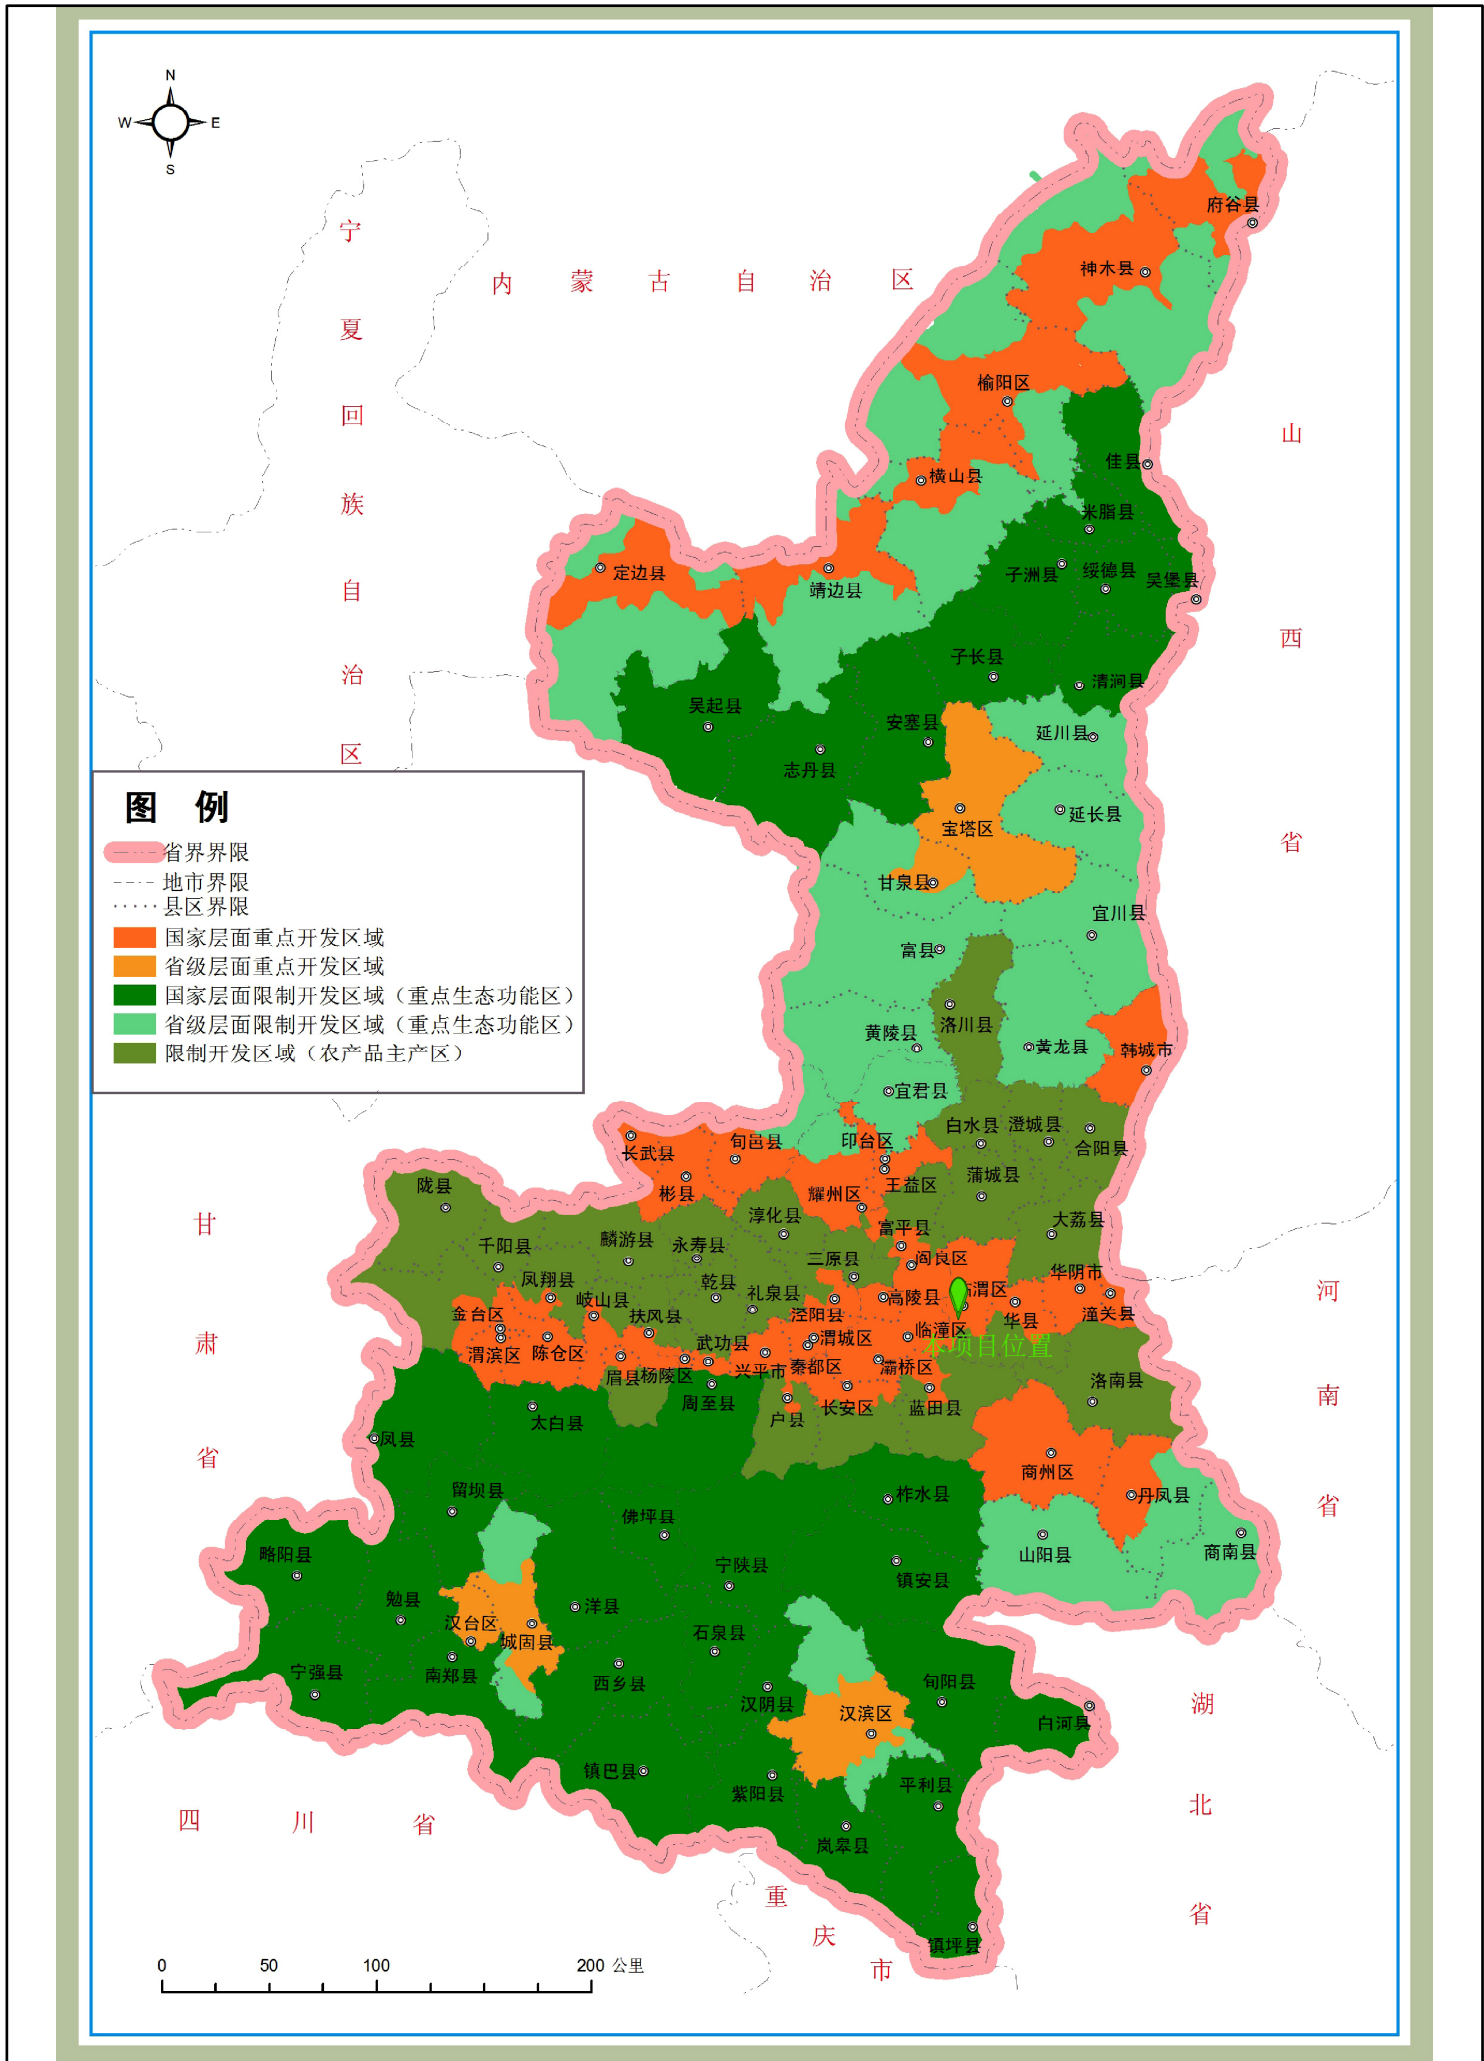 N
W E
S
宁夏回族自治区
内蒙古自治区
山西省
府谷县
神木县
榆阳区
佳县
横山县
米脂县
定边县
靖边县
子洲县
绥德县
吴堡县
子长县
清涧县
吴起县
安塞县
延川县
志丹县
宝塔区
延长县
甘泉县
宜川县
富县
洛川县
黄陵县
黄龙县
韩城市
宜君县
图 例
省界界限
地市界限
县区界限
国家层面重点开发区域
省级层面重点开发区域
国家层面限制开发区域（重点生态功能区）
省级层面限制开发区域（重点生态功能区）
限制开发区域（农产品主产区）
白水县
澄城县
合阳县
长武县
旬邑县
印台区
彬县
王益区
蒲城县
陇县
耀州区
淳化县
大荔县
富平县
千阳县
麟游县
永寿县
三原县
阎良区
华阴市
凤翔县
乾县
礼泉县
高陵县
临渭区
金台区
岐山县
扶风县
泾阳县
华县
潼关县
渭滨区
陈仓区
武功县
渭城区
临潼区
本项目位置
眉县
杨陵区
兴平市
秦都区
灞桥区
周至县
户县
长安区
蓝田县
洛南县
太白县
凤县
商州区
丹凤县
留坝县
柞水县
佛坪县
山阳县
商南县
略阳县
宁陕县
镇安县
勉县
洋县
汉台区
城固县
石泉县
宁强县
南郑县
西乡县
汉阴县
旬阳县
汉滨区
白河县
镇巴县
紫阳县
平利县
岚皋县
镇坪县
甘肃省
河南省
湖北省
四川省
重庆市
0 50 100 200 公里